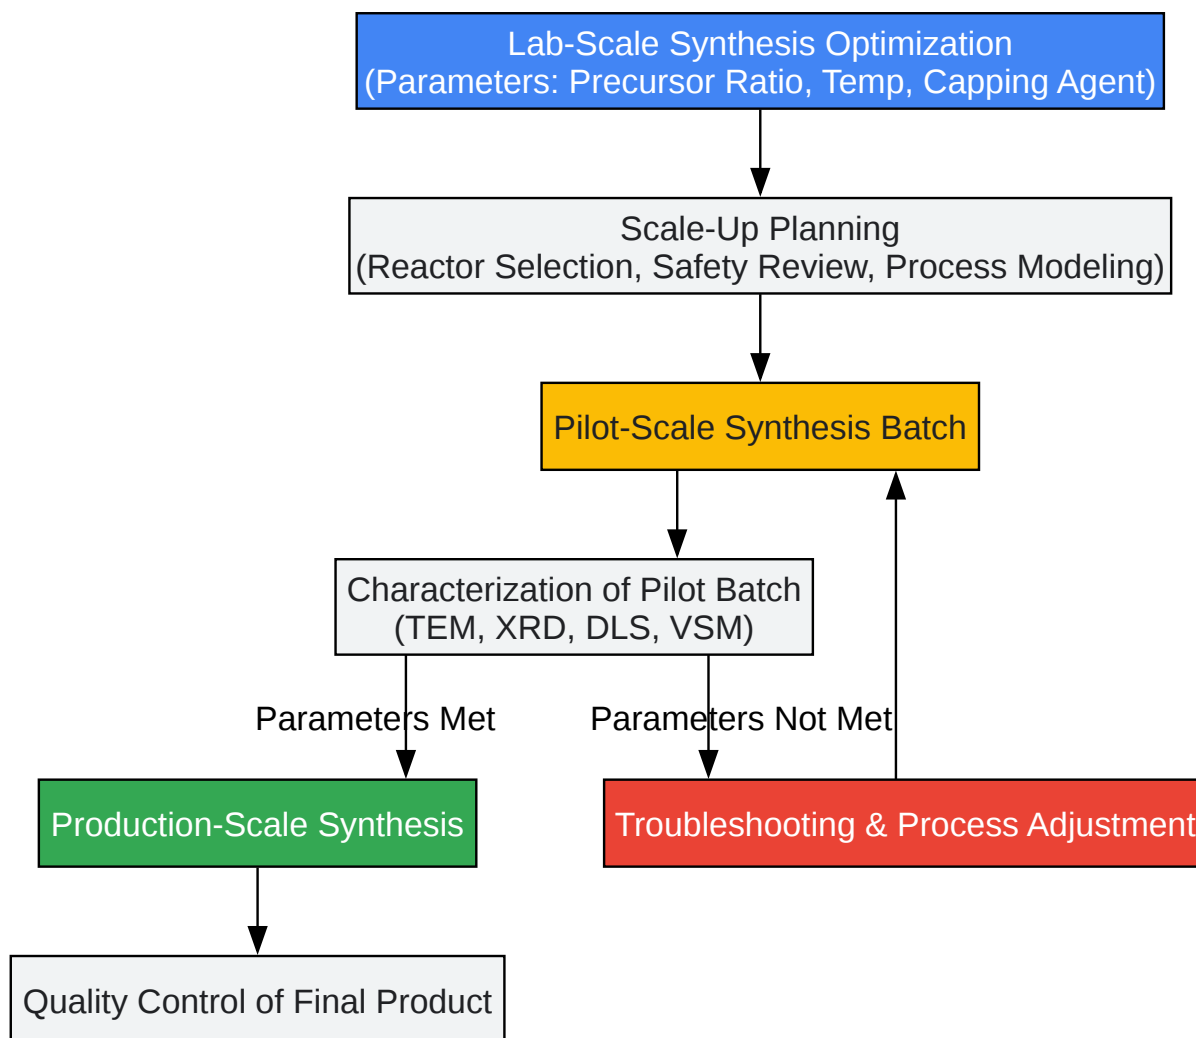 Lab-Scale Synthesis Optimization
(Parameters: Precursor Ratio, Temp, Capping Agent)
Scale-Up Planning
(Reactor Selection, Safety Review, Process Modeling)
Pilot-Scale Synthesis Batch
Characterization of Pilot Batch
(TEM, XRD, DLS, VSM)
Parameters Met
Parameters Not Met
Production-Scale Synthesis
Troubleshooting & Process Adjustment
Quality Control of Final Product